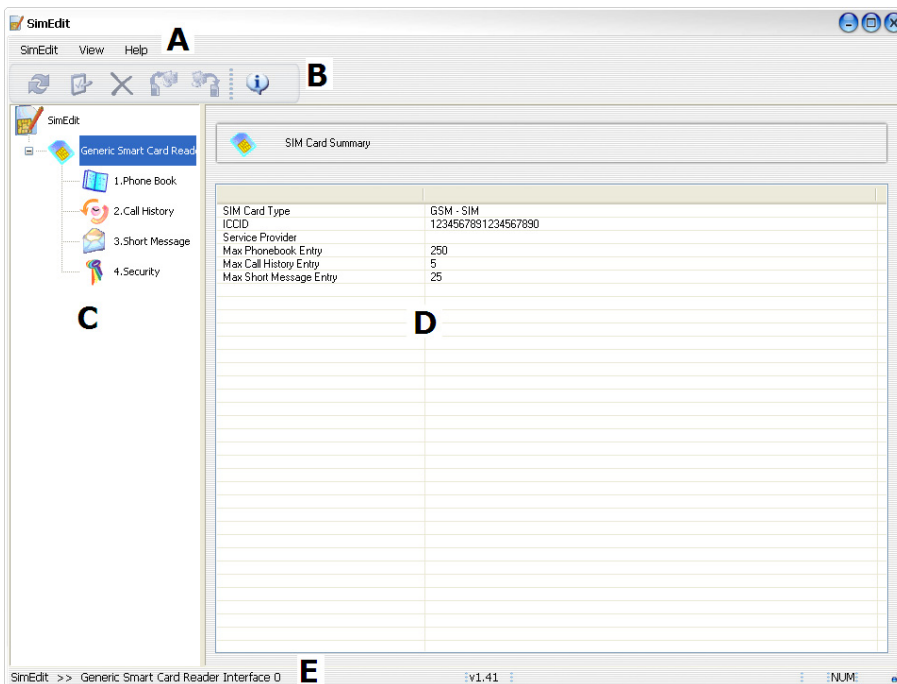 SimEdit
SimEdit View Help A
B
SimEdit
Generic Smart Card Read
1.Phone Book
2.Call History
3.Short Message
4.Security
C
SIM Card Summary
SIM Card Type GSM - SIM
ICCID 1234567891234567890
Service Provider
Max Phonebook Entry 250
Max Call History Entry 5
Max Short Message Entry 25
D
SimEdit >> Generic Smart Card Reader Interface 0 E v1.41 NUM